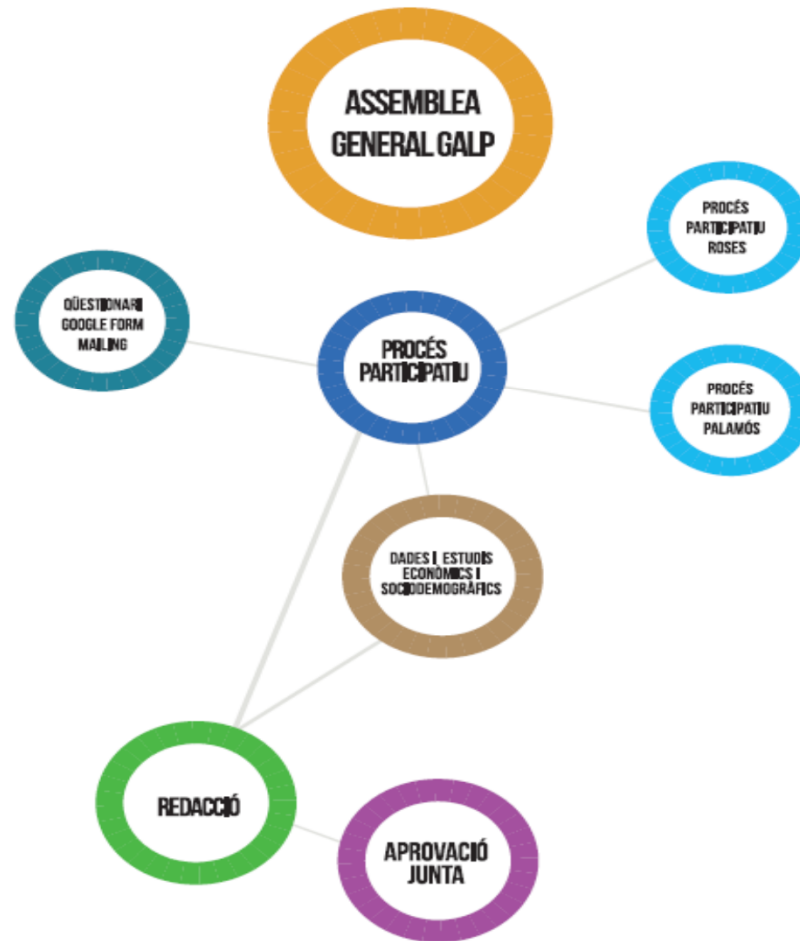 ASSEMBLEA
GENERAL GALP
PROCÉS
PARTICIPATIU
ROSES
QÜESTIONARI
GOOGLE FORM
MAILING
PROCÉS
PARTICIPATIU
PROCÉS
PARTICIPATIU
PALAMÓS
DADES I ESTUDIS
ECONÒMICS I
SOCIODEMOGRÀFICS
REDACCIÓ
APROVACIÓ
JUNTA